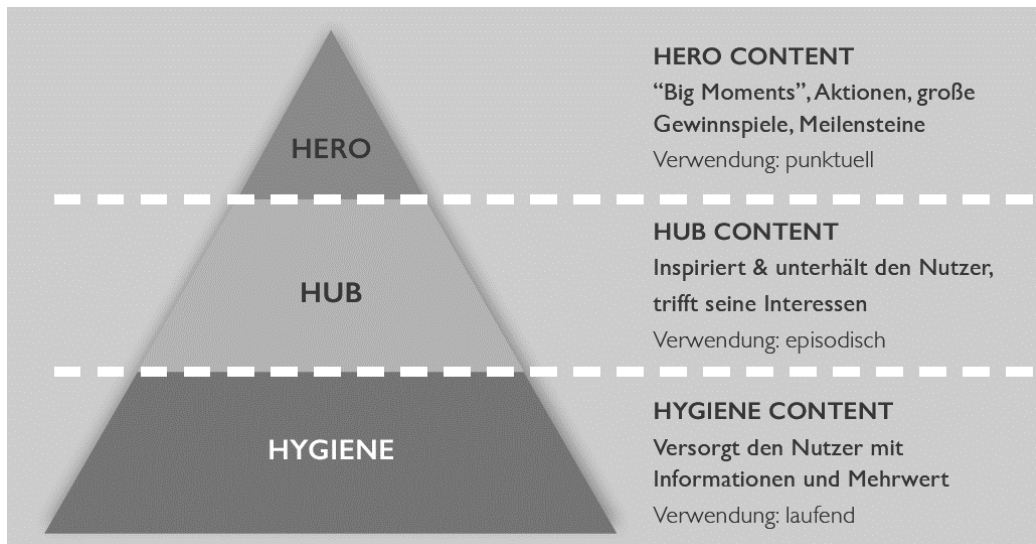 HERO
HERO CONTENT
“Big Moments”, Aktionen, große
Gewinnspiele, Meilensteine
Verwendung: punktuell
HUB
HUB CONTENT
Inspiriert & unterhält den Nutzer,
trifft seine Interessen
Verwendung: episodisch
HYGIENE
HYGIENE CONTENT
Versorgt den Nutzer mit
Informationen und Mehrwert
Verwendung: laufend